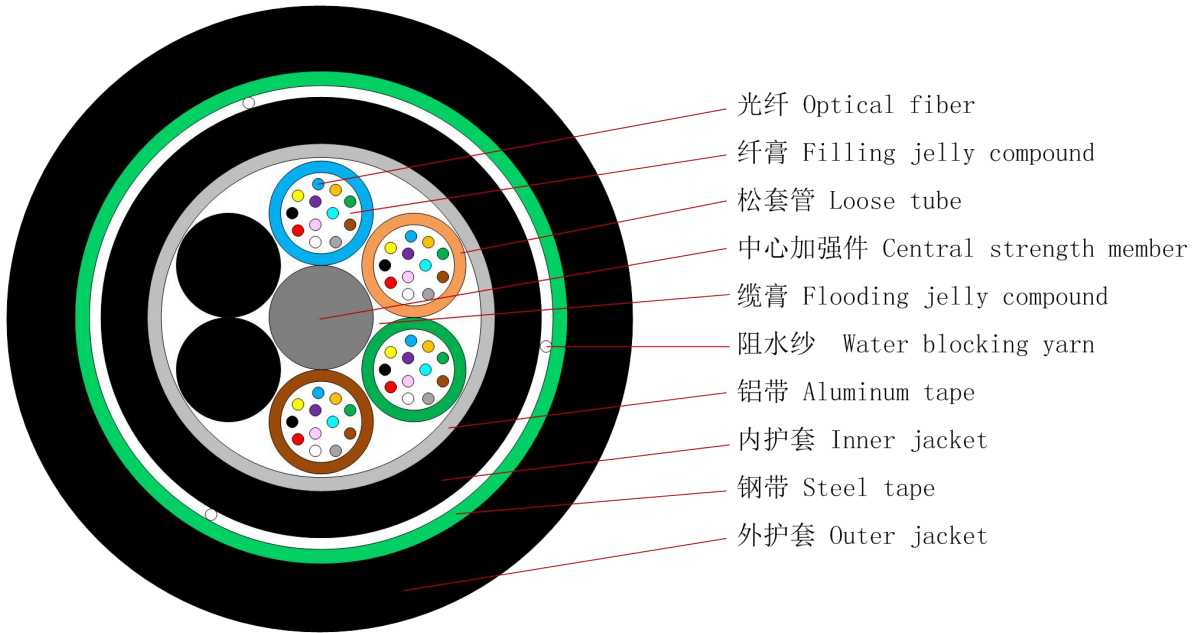 光纤 Optical fiber
纤膏 Filling jelly compound
松套管 Loose tube
中心加强件 Central strength member
缆膏 Flooding jelly compound
阻水纱 Water blocking yarn
铝带 Aluminum tape
内护套 Inner jacket
钢带 Steel tape
外护套 Outer jacket